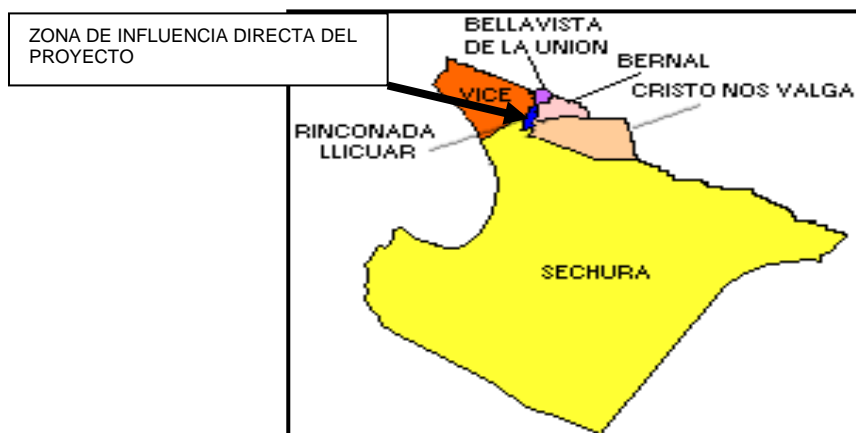 ZONA DE INFLUENCIA DIRECTA DEL
PROYECTO
BELLAVISTA
DE LA UNION
BERNAL
CRISTO NOS VALGA
VICE
RINCONADA
LLICUAR
SECHURA